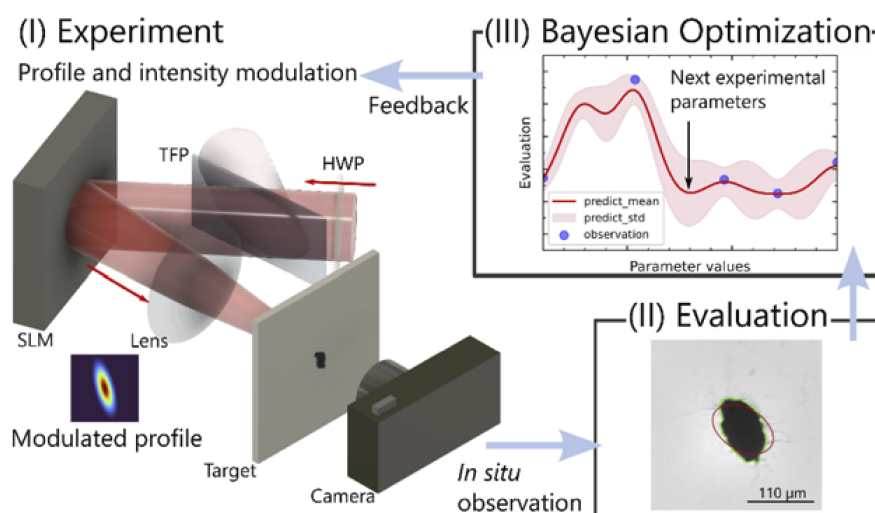 (I) Experiment
Profile and intensity modulation
TFP
HWP
SLM
Lens
Modulated profile
Target
Camera
In situ
observation
(II) Evaluation
110 μm
(III) Bayesian Optimization
Feedback
Next experimental
parameters
Evaluation
predict_mean
predict_std
observation
Parameter values